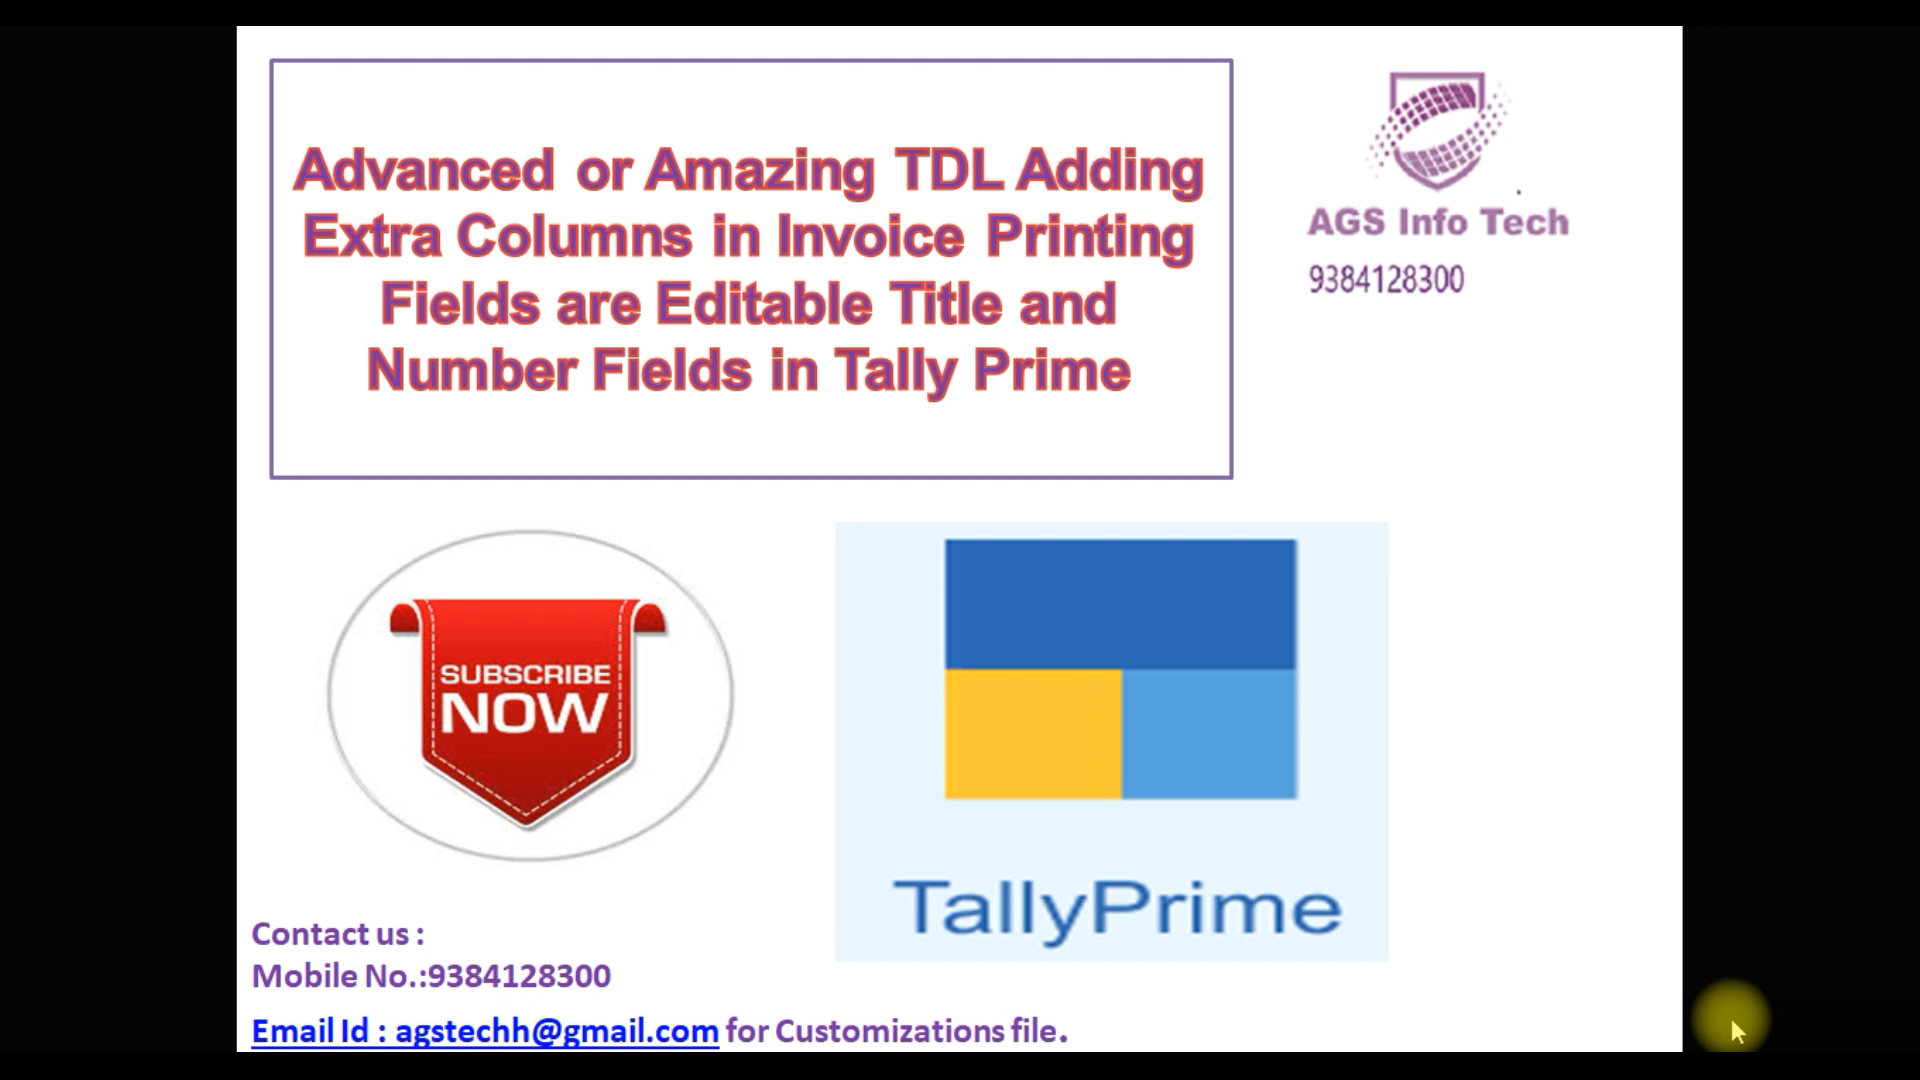 Advanced or Amazing TDL Adding
Extra Columns in Invoice Printing
Fields are Editable Title and
Number Fields in Tally Prime
AGS Info Tech
9384128300
SUBSCRIBE
NOW
TallyPrime
Contact us :
Mobile No.:9384128300
Email Id : agstechh@gmail.com for Customizations file.